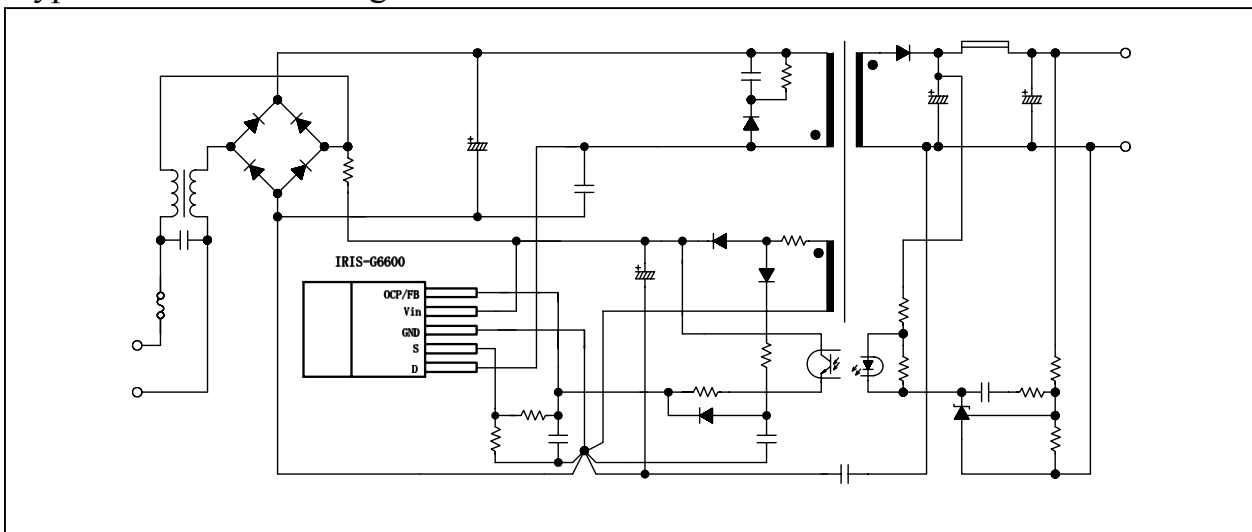 IRIS-G6600
OCP/FB
Vin
GND
S
D
+
+
+
+